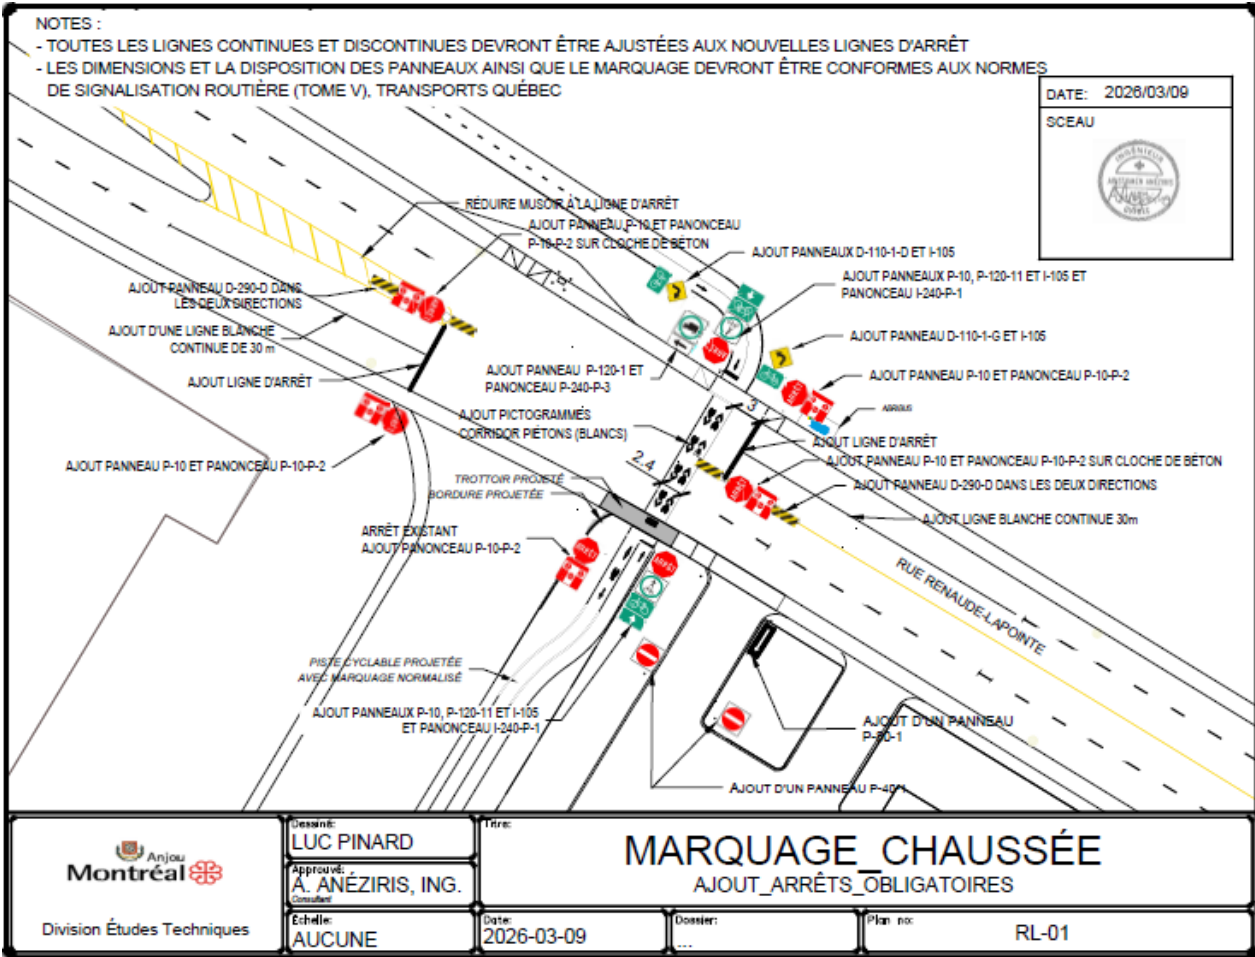 NOTES :
- TOUTES LES LIGNES CONTINUES ET DISCONTINUES DEVRONT ÊTRE AJUSTÉES AUX NOUVELLES LIGNES D'ARRÊT
- LES DIMENSIONS ET LA DISPOSITION DES PANNEAUX AINSI QUE LE MARQUAGE DEVRONT ÊTRE CONFORMES AUX NORMES
DE SIGNALISATION ROUTIÈRE (TOME V), TRANSPORTS QUÉBEC
DATE: 2026/03/09
SCEAU
INGÉNIEUR
QUÉBEC
RÉDUIRE MUSOIR À LA LIGNE D'ARRÊT
AJOUT PANNEAU P-10 ET PANONCEAU
P-10-P-2 SUR CLOCHE DE BÉTON
AJOUT PANNEAUX D-110-1-D ET I-105
AJOUT PANNEAUX P-10, P-120-11 ET I-105 ET
PANONCEAU I-240-P-1
AJOUT PANNEAU D-290-D DANS
LES DEUX DIRECTIONS
AJOUT D'UNE LIGNE BLANCHE
CONTINUE DE 30 m
AJOUT PANNEAU D-110-1-G ET I-105
AJOUT LIGNE D'ARRÊT
AJOUT PANNEAU P-120-1 ET
PANONCEAU P-240-P-3
AJOUT PANNEAU P-10 ET PANONCEAU P-10-P-2
ABRIBUS
ARRÊT
ARRÊT
3
AJOUT PICTOGRAMMES
CORRIDOR PIÉTONS (BLANCS)
AJOUT LIGNE D'ARRÊT
AJOUT PANNEAU P-10 ET PANONCEAU P-10-P-2
2.4
AJOUT PANNEAU P-10 ET PANONCEAU P-10-P-2 SUR CLOCHE DE BÉTON
TROTTOIR PROJETÉ
BORDURE PROJETÉE
AJOUT PANNEAU D-290-D DANS LES DEUX DIRECTIONS
ARRÊT
AJOUT LIGNE BLANCHE CONTINUE 30m
ARRÊT EXISTANT
AJOUT PANONCEAU P-10-P-2
ARRÊT
ARRÊT
RUE RENAUDE-LAPOINTE
PISTE CYCLABLE PROJETÉE
AVEC MARQUAGE NORMALISÉ
AJOUT PANNEAUX P-10, P-120-11 ET I-105
ET PANONCEAU I-240-P-1
AJOUT D'UN PANNEAU
AJOUT D'UN PANNEAU
Anjou
Montréal
Division Études Techniques
Dessiné:
LUC PINARD
Approuvé:
A. ANÉZIRIS, ING.
Consultant
Échelle:
AUCUNE
Titre:
MARQUAGE_CHAUSSÉE
AJOUT_ARRÊTS_OBLIGATOIRES
Date:
2026-03-09
Dossier:
...
Plan no:
RL-01